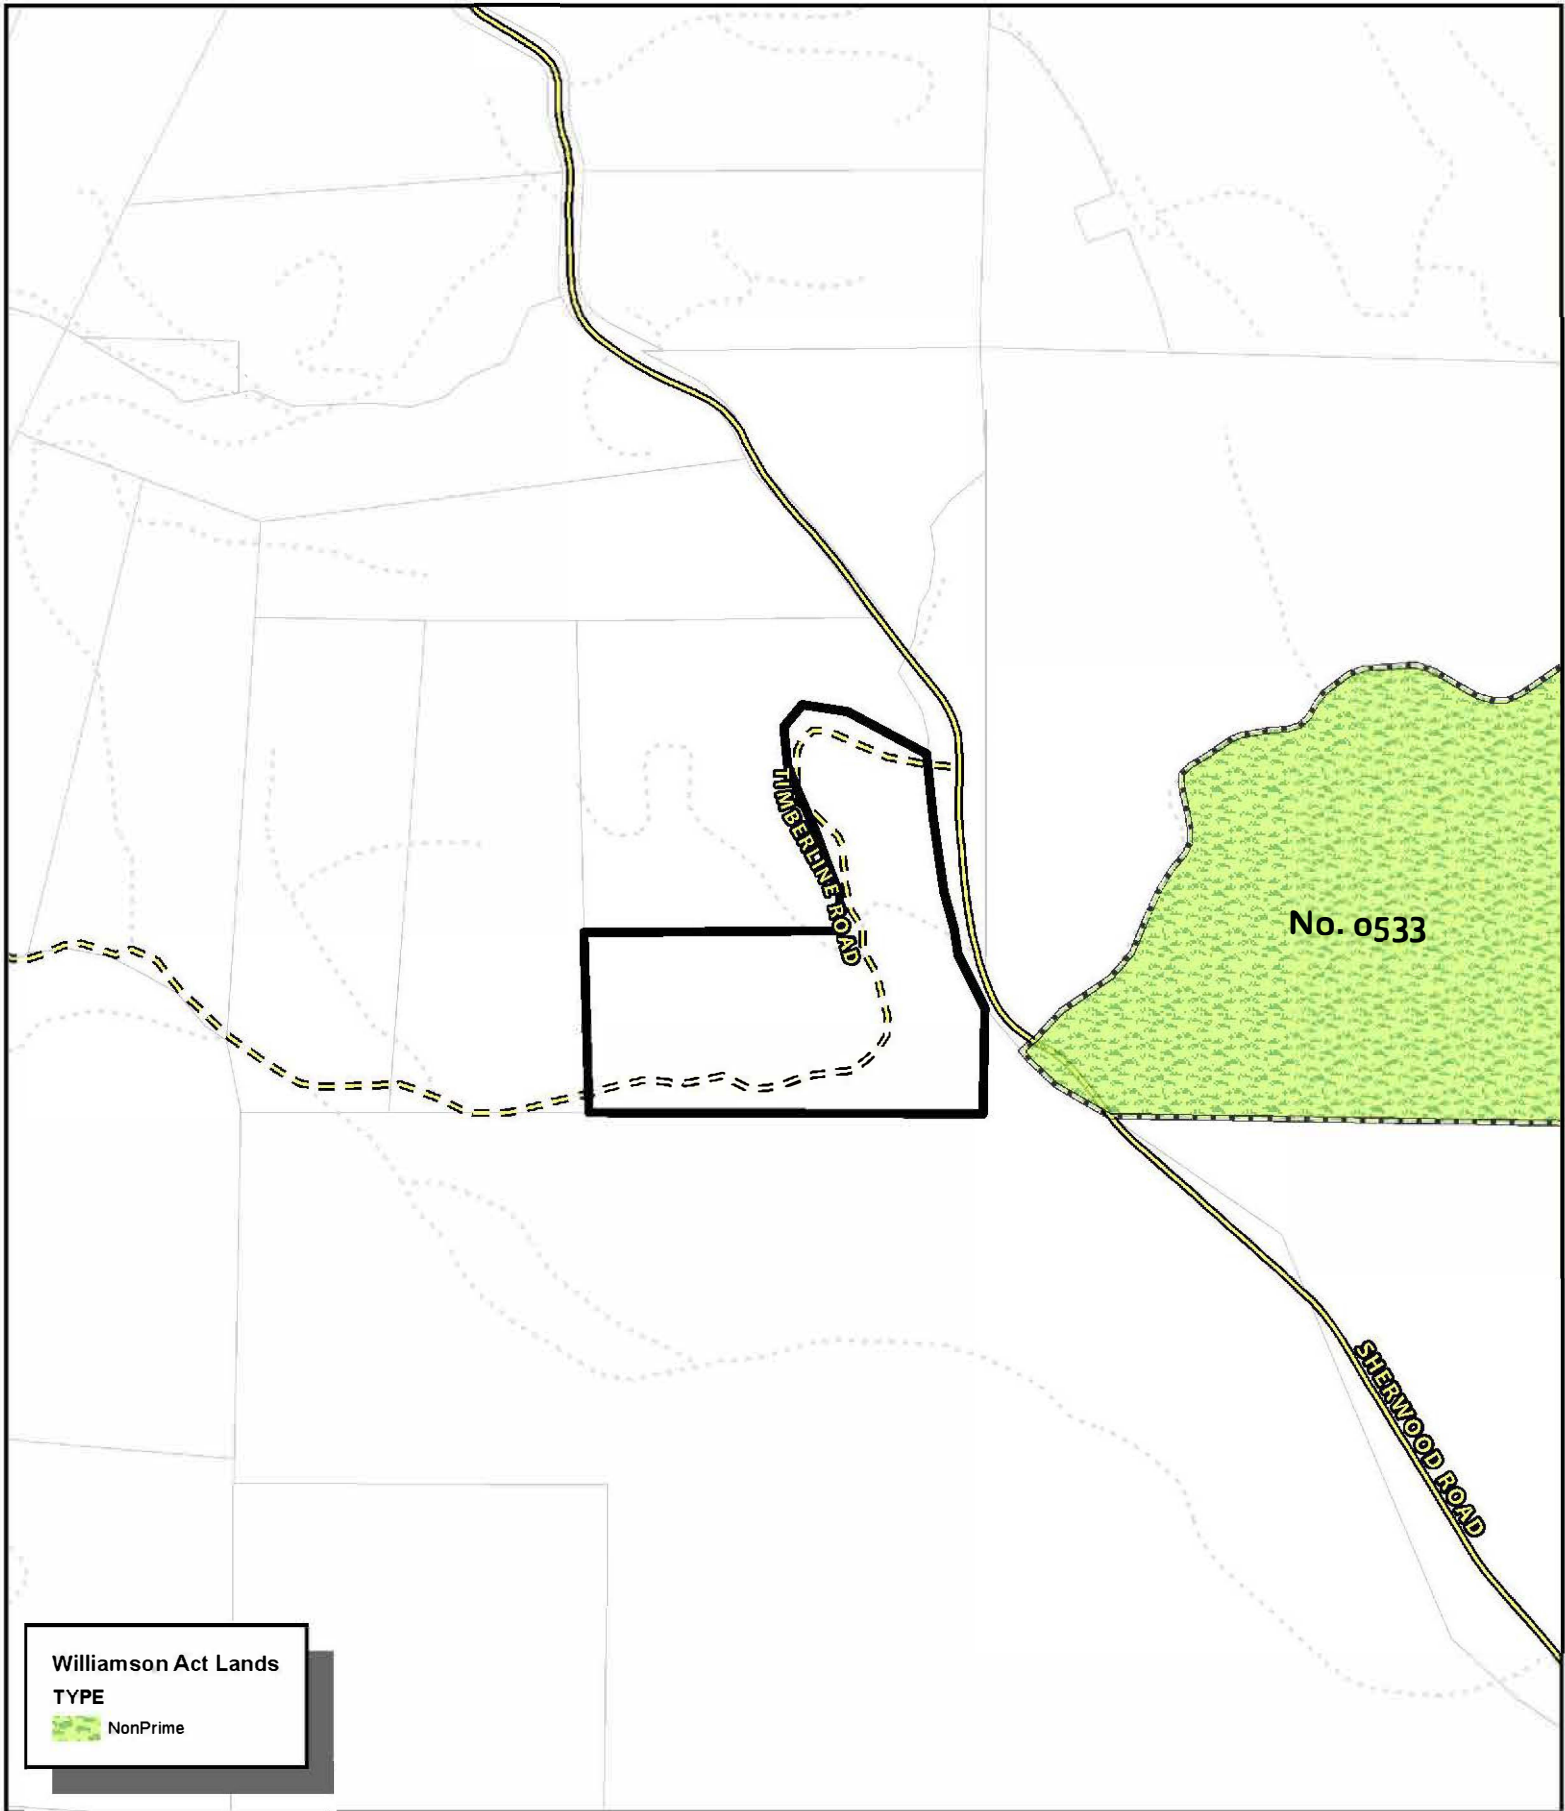 TIMBERLINE ROAD
No. 0533
SHERWOOD ROAD
Williamson Act Lands
TYPE
NonPrime